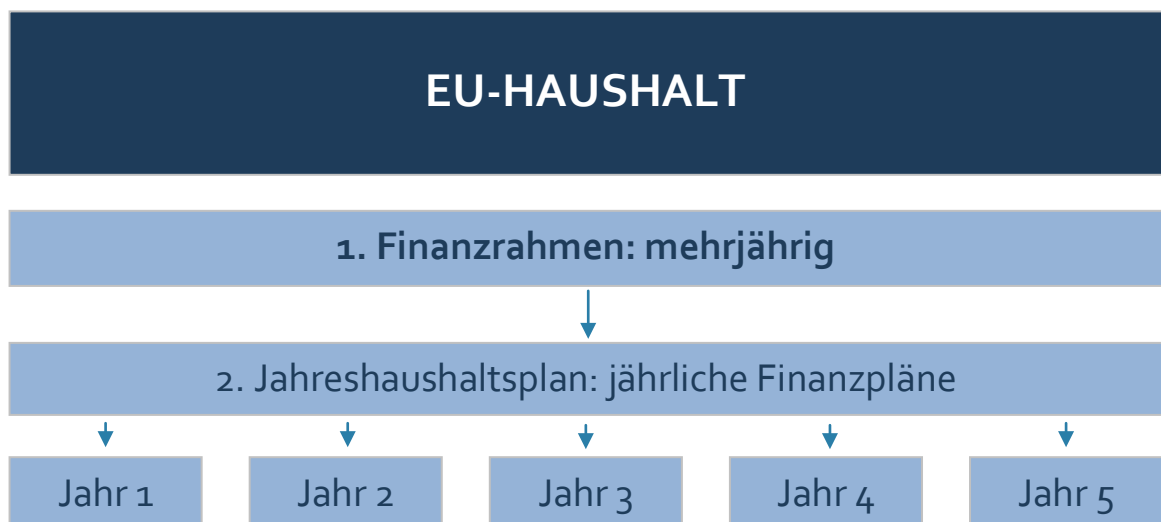 EU-HAUSHALT
1. Finanzrahmen: mehrjährig
2. Jahreshaushaltsplan: jährliche Finanzpläne
Jahr 1
Jahr 2
Jahr 3
Jahr 4
Jahr 5